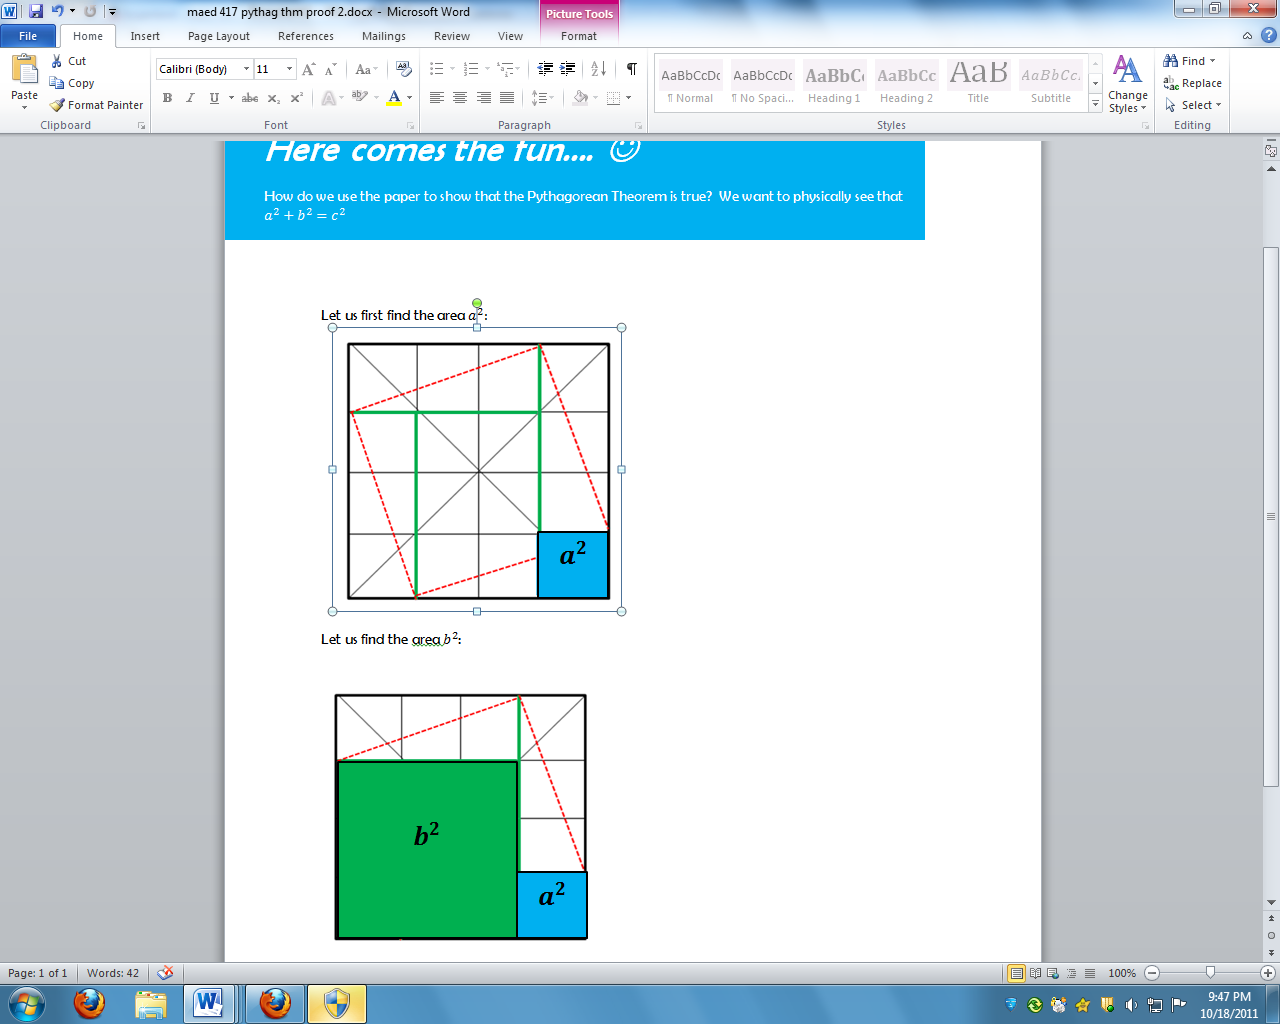 maed 417 pythag thm proof 2.docx - Microsoft Word
Picture Tools
File Home Insert Page Layout References Mailings Review View Format
Paste
Cut
Copy
Format Painter
Calibri (Body) 11
AaBbCcDc AaBbCcDc AaBbCc AaBbCc AaB AaBbCc.
¶ Normal ¶ No Spaci... Heading 1 Heading 2 Title Subtitle
Change Styles
Find
Replace
Select
Clipboard Font Paragraph Styles Editing
Here comes the fun.... ☺
How do we use the paper to show that the Pythagorean Theorem is true? We want to physically see that
a² + b² = c²
Let us first find the area a²:
a²
Let us find the area b²:
b²
a²
Page: 1 of 1 Words: 42 100%
9:47 PM
10/18/2011